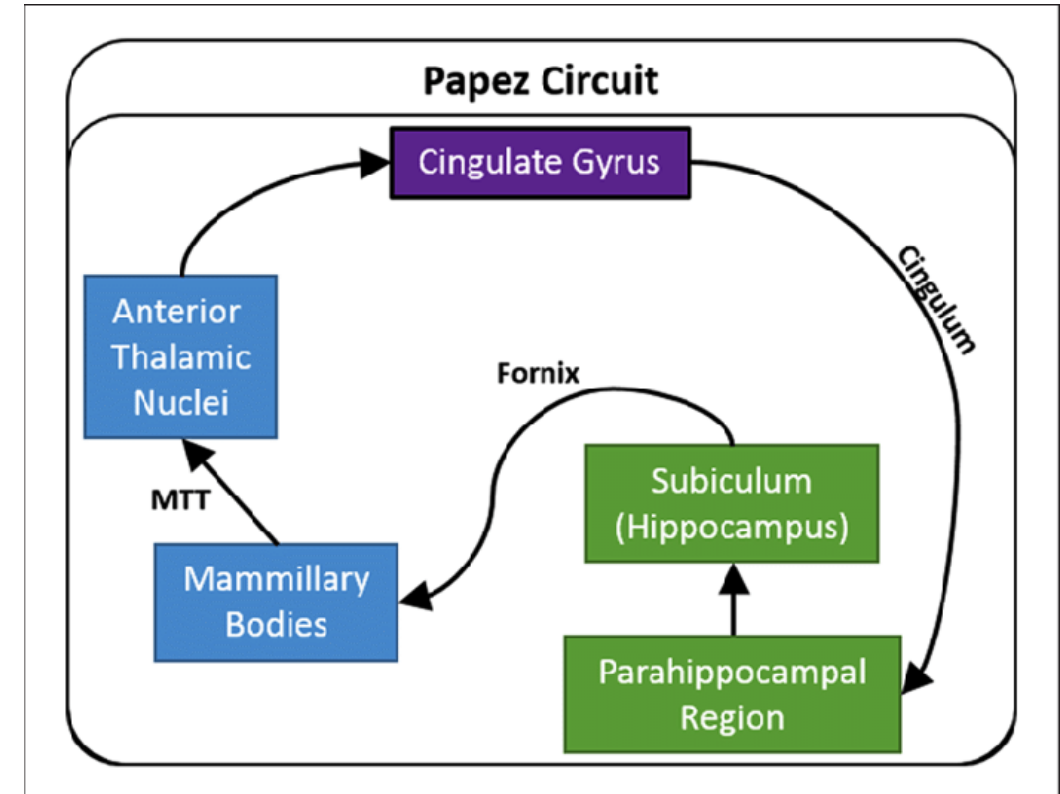 Papez Circuit
Cingulate Gyrus
Cingulum
Anterior
Thalamic
Nuclei
Fornix
Subiculum
(Hippocampus)
MTT
Mammillary
Bodies
Parahippocampal
Region